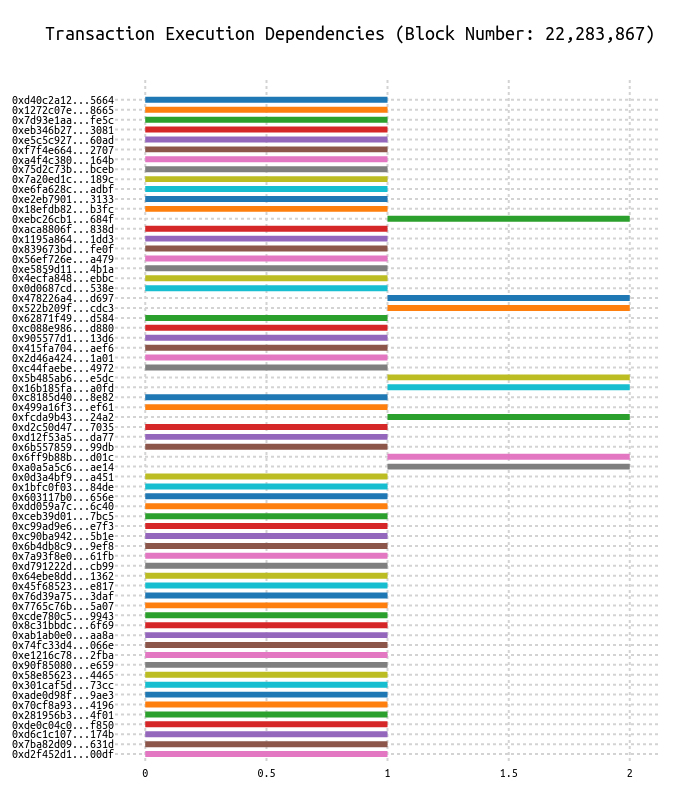 Transaction Execution Dependencies (Block Number: 22,283,867)
0xd40c2a12...5664
0x1272c07e...8665
0x7d93e1aa...fe5c
0xeb346b27...3081
0xe5c5c927...60ad
0xf7f4e664...2707
0xa4f4c380...164b
0x75d2c73b...bceb
0x7a20ed1c...189c
0xe6fa628c...adbf
0xe2eb7901...3133
0x18efdb82...b3fc
0xebc26cb1...684f
0xaca8806f...838d
0x1195a864...1dd3
0x839673bd...fe0f
0x56ef726e...a479
0xe5859d11...4b1a
0x4ecfa848...ebbc
0x0d0687cd...538e
0x478226a4...d697
0x522b209f...cdc3
0x62871f49...d584
0xc088e986...d880
0x905577d1...13d6
0x415fa704...aef6
0x2d46a424...1a01
0xc44faebe...4972
0x5b485ab6...e5dc
0x16b185fa...a0fd
0xc8185d40...8e82
0x499a16f3...ef61
0xfcda9b43...24a2
0xd2c50d47...7035
0xd12f53a5...da77
0x6b557859...99db
0x6ff9b88b...d01c
0xa0a5a5c6...ae14
0x0d3a4bf9...a451
0x1bfc0f03...84de
0x603117b0...656e
0xdd059a7c...6c40
0xceb39d01...7bc5
0xc99ad9e6...e7f3
0xc90ba942...5b1e
0x6b4db8c9...9ef8
0x7a93f8e0...61fb
0xd791222d...cb99
0x64ebe8dd...1362
0x45f68523...e817
0x76d39a75...3daf
0x7765c76b...5a07
0xcde780c5...9943
0x8c31bbdc...6f69
0xab1ab0e0...aa8a
0x74fc33d4...066e
0xe1216c78...2fba
0x90f85080...e659
0x58e85623...4465
0x301caf5d...73cc
0xade0d98f...9ae3
0x70cf8a93...4196
0x281956b3...4f01
0xde0c04c0...f850
0xd6c1c107...174b
0x7ba82d09...631d
0xd2f452d1...00df
0 0.5 1 1.5 2